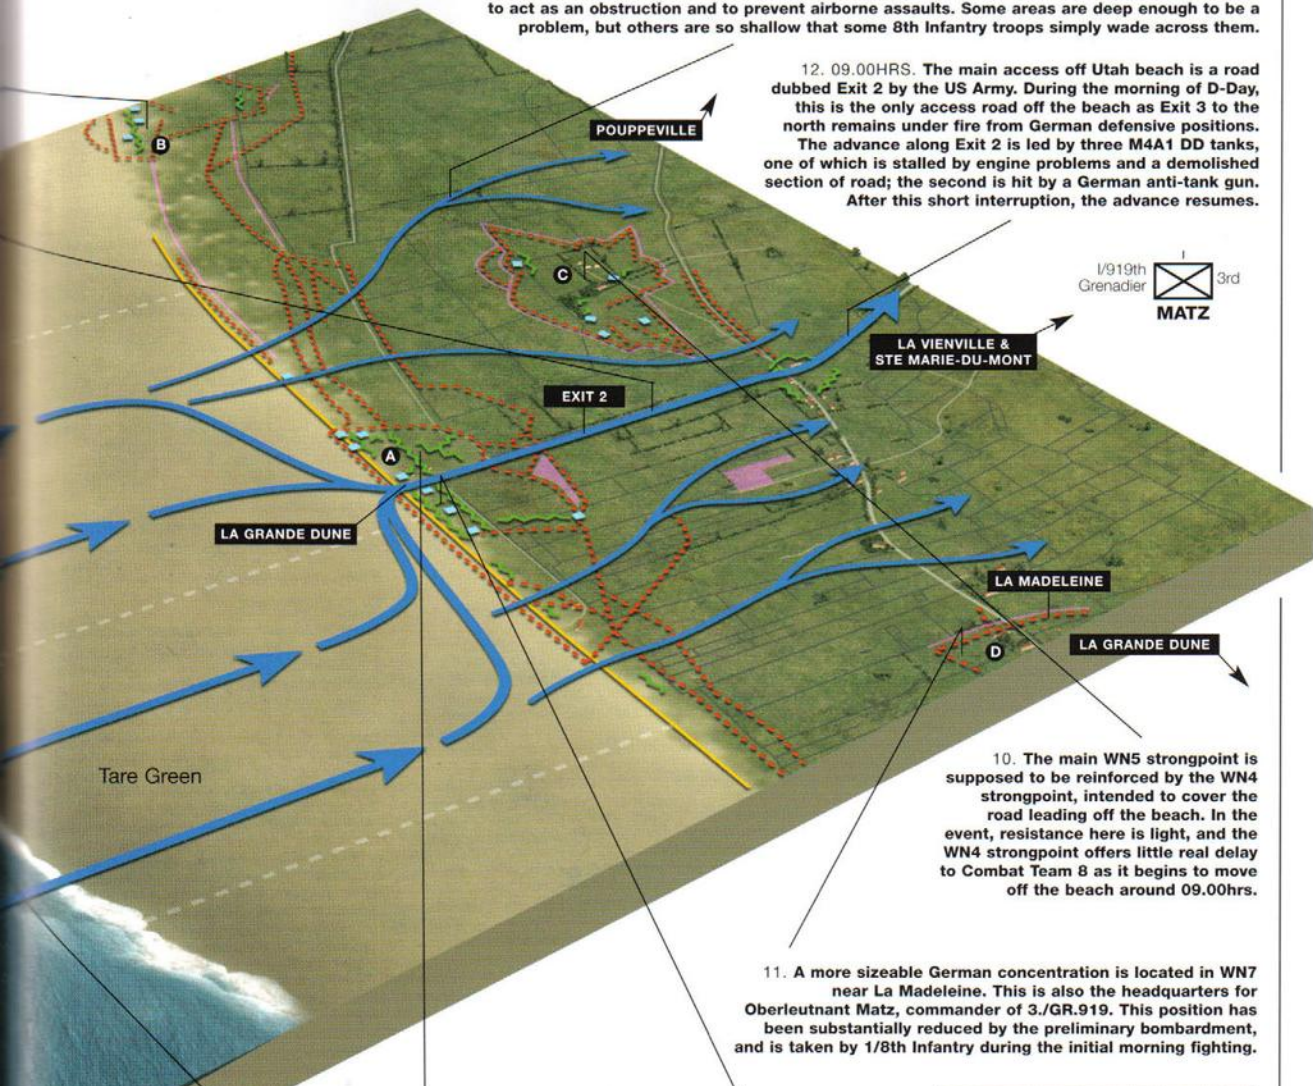 to act as an obstruction and to prevent airborne assaults. Some areas are deep enough to be a
problem, but others are so shallow that some 8th Infantry troops simply wade across them.
12. 09.00HRS. The main access off Utah beach is a road
dubbed Exit 2 by the US Army. During the morning of D-Day,
this is the only access road off the beach as Exit 3 to the
north remains under fire from German defensive positions.
The advance along Exit 2 is led by three M4A1 DD tanks,
one of which is stalled by engine problems and a demolished
section of road; the second is hit by a German anti-tank gun.
After this short interruption, the advance resumes.
POUPPEVILLE
B
C
I/919th
Grenadier
I
3rd
MATZ
LA VIENVILLE &
STE MARIE-DU-MONT
EXIT 2
A
LA GRANDE DUNE
LA MADELEINE
D
LA GRANDE DUNE
Tare Green
10. The main WN5 strongpoint is
supposed to be reinforced by the WN4
strongpoint, intended to cover the
road leading off the beach. In the
event, resistance here is light, and the
WN4 strongpoint offers little real delay
to Combat Team 8 as it begins to move
off the beach around 09.00hrs.
11. A more sizeable German concentration is located in WN7
near La Madeleine. This is also the headquarters for
Oberleutnant Matz, commander of 3./GR.919. This position has
been substantially reduced by the preliminary bombardment,
and is taken by 1/8th Infantry during the initial morning fighting.